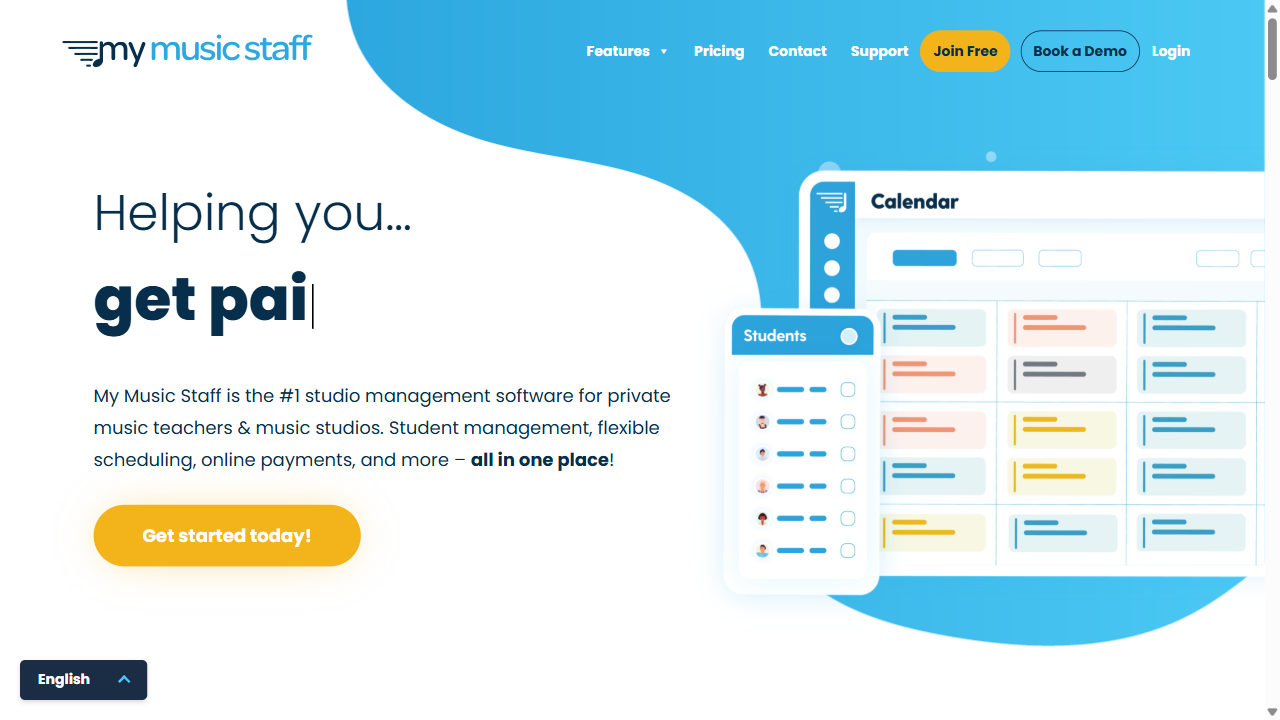 my music staff
Features Pricing Contact Support Join Free Book a Demo Login
Helping you...
get pai
My Music Staff is the #1 studio management software for private
music teachers & music studios. Student management, flexible
scheduling, online payments, and more – all in one place!
Get started today!
Calendar
Students
English